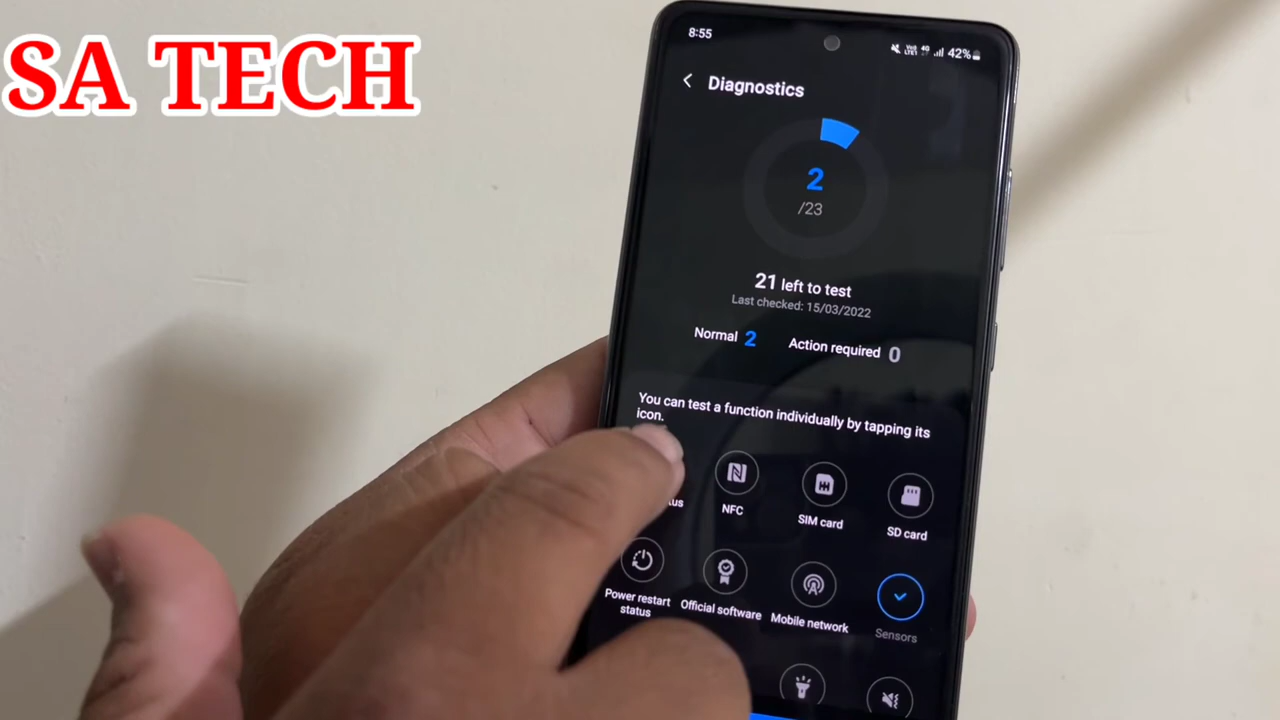 SA TECH
8:55
42%
Diagnostics
2
/23
21 left to test
Last checked: 15/03/2022
Normal 2 Action required 0
You can test a function individually by tapping its
icon.
NFC
SIM card
SD card
Power restart
status
Official software
Mobile network
Sensors